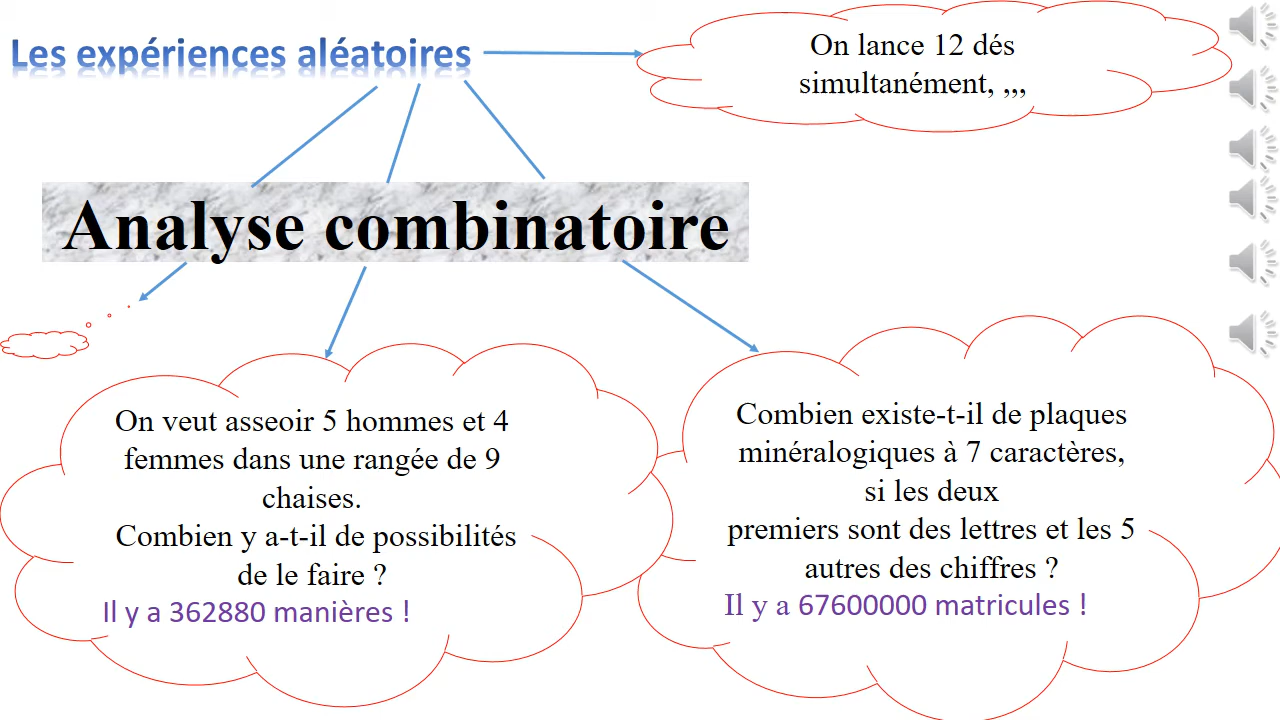 Les expériences aléatoires
On lance 12 dés
simultanément, ,,,
Analyse combinatoire
On veut asseoir 5 hommes et 4
femmes dans une rangée de 9
chaises.
Combien y a-t-il de possibilités
de le faire ?
Il y a 362880 manières !
Combien existe-t-il de plaques
minéralogiques à 7 caractères,
si les deux
premiers sont des lettres et les 5
autres des chiffres ?
Il y a 67600000 matricules !